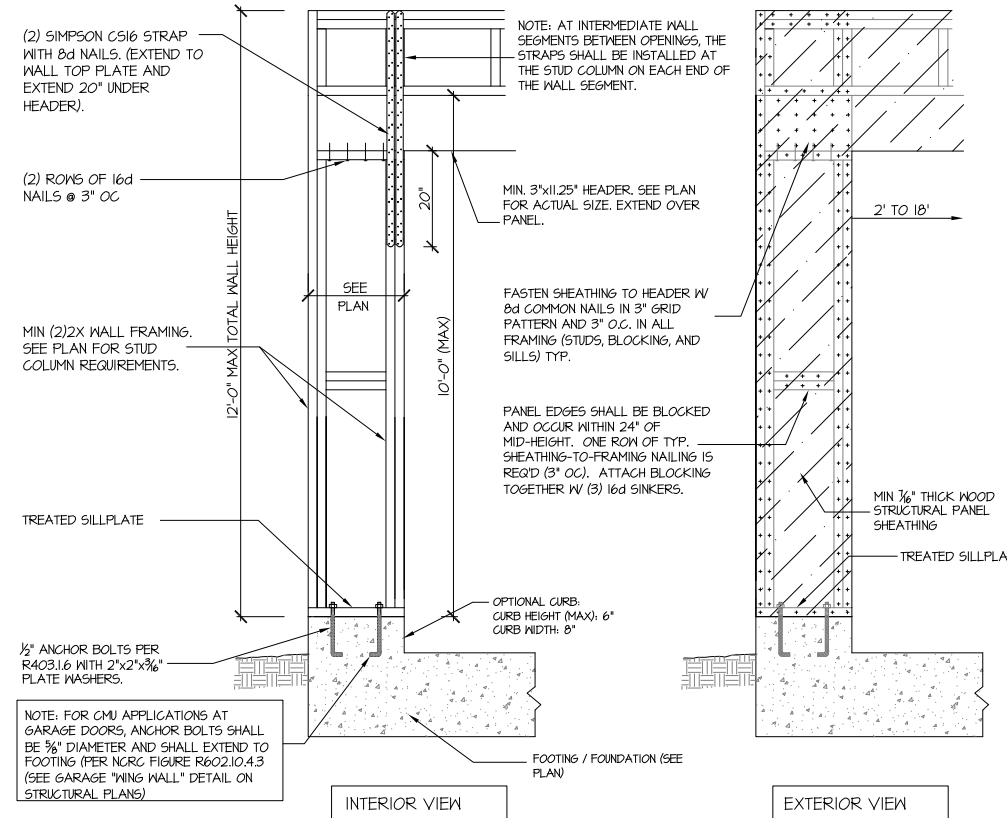 (2) SIMPSON CS16 STRAP
WITH 8d NAILS. (EXTEND TO
WALL TOP PLATE AND
EXTEND 20" UNDER
HEADER).
(2) ROWS OF 16d
NAILS @ 3" OC
12'-0" MAX TOTAL WALL HEIGHT
MIN (2)2X WALL FRAMING.
SEE PLAN FOR STUD
COLUMN REQUIREMENTS.
TREATED SILLPLATE
½" ANCHOR BOLTS PER
R403.1.6 WITH 2"x2"x³⁄₁₆"
PLATE WASHERS.
NOTE: FOR CMU APPLICATIONS AT
GARAGE DOORS, ANCHOR BOLTS SHALL
BE ⅝" DIAMETER AND SHALL EXTEND TO
FOOTING (PER NCRC FIGURE R602.10.4.3
(SEE GARAGE "WING WALL" DETAIL ON
STRUCTURAL PLANS)
SEE
PLAN
20"
10'-0" (MAX)
NOTE: AT INTERMEDIATE WALL
SEGMENTS BETWEEN OPENINGS, THE
STRAPS SHALL BE INSTALLED AT
THE STUD COLUMN ON EACH END OF
THE WALL SEGMENT.
MIN. 3"x11.25" HEADER. SEE PLAN
FOR ACTUAL SIZE. EXTEND OVER
PANEL.
FASTEN SHEATHING TO HEADER W/
8d COMMON NAILS IN 3" GRID
PATTERN AND 3" O.C. IN ALL
FRAMING (STUDS, BLOCKING, AND
SILLS) TYP.
PANEL EDGES SHALL BE BLOCKED
AND OCCUR WITHIN 24" OF
MID-HEIGHT. ONE ROW OF TYP.
SHEATHING-TO-FRAMING NAILING IS
REQ'D (3" OC). ATTACH BLOCKING
TOGETHER W/ (3) 16d SINKERS.
OPTIONAL CURB:
CURB HEIGHT (MAX): 6"
CURB WIDTH: 8"
FOOTING / FOUNDATION (SEE
PLAN)
INTERIOR VIEW
2' TO 18'
MIN ⁷⁄₁₆" THICK WOOD
STRUCTURAL PANEL
SHEATHING
TREATED SILLPLA
EXTERIOR VIEW